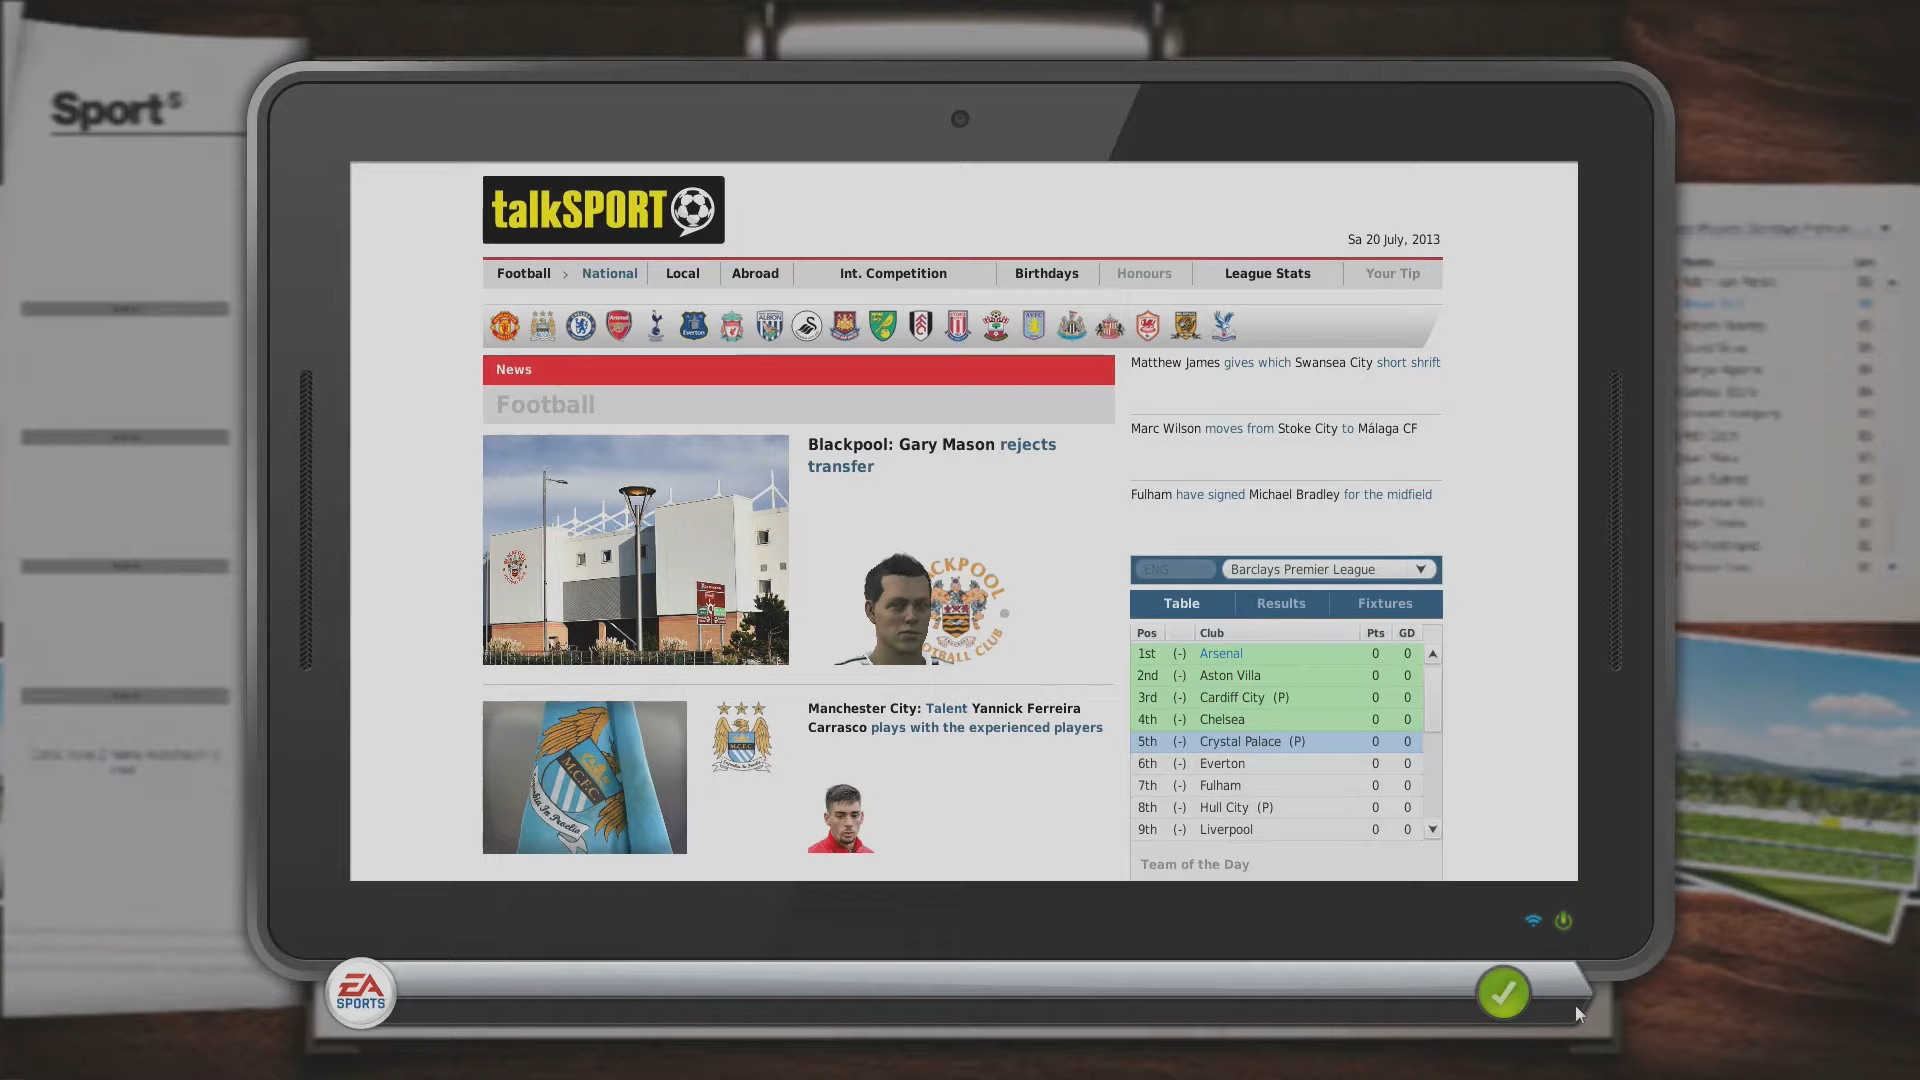 Sports
talkSPORT
Sa 20 July, 2013
Football > National Local Abroad Int. Competition Birthdays Honours League Stats Your Tip
News
Football
Blackpool: Gary Mason rejects
transfer
Manchester City: Talent Yannick Ferreira
Carrasco plays with the experienced players
Matthew James gives which Swansea City short shrift
Marc Wilson moves from Stoke City to Málaga CF
Fulham have signed Michael Bradley for the midfield
ENG Barclays Premier League
Table Results Fixtures
Pos Club Pts GD
1st (-) Arsenal 0 0
2nd (-) Aston Villa 0 0
3rd (-) Cardiff City (P) 0 0
4th (-) Chelsea 0 0
5th (-) Crystal Palace (P) 0 0
6th (-) Everton 0 0
7th (-) Fulham 0 0
8th (-) Hull City (P) 0 0
9th (-) Liverpool 0 0
Team of the Day
EA
SPORTS